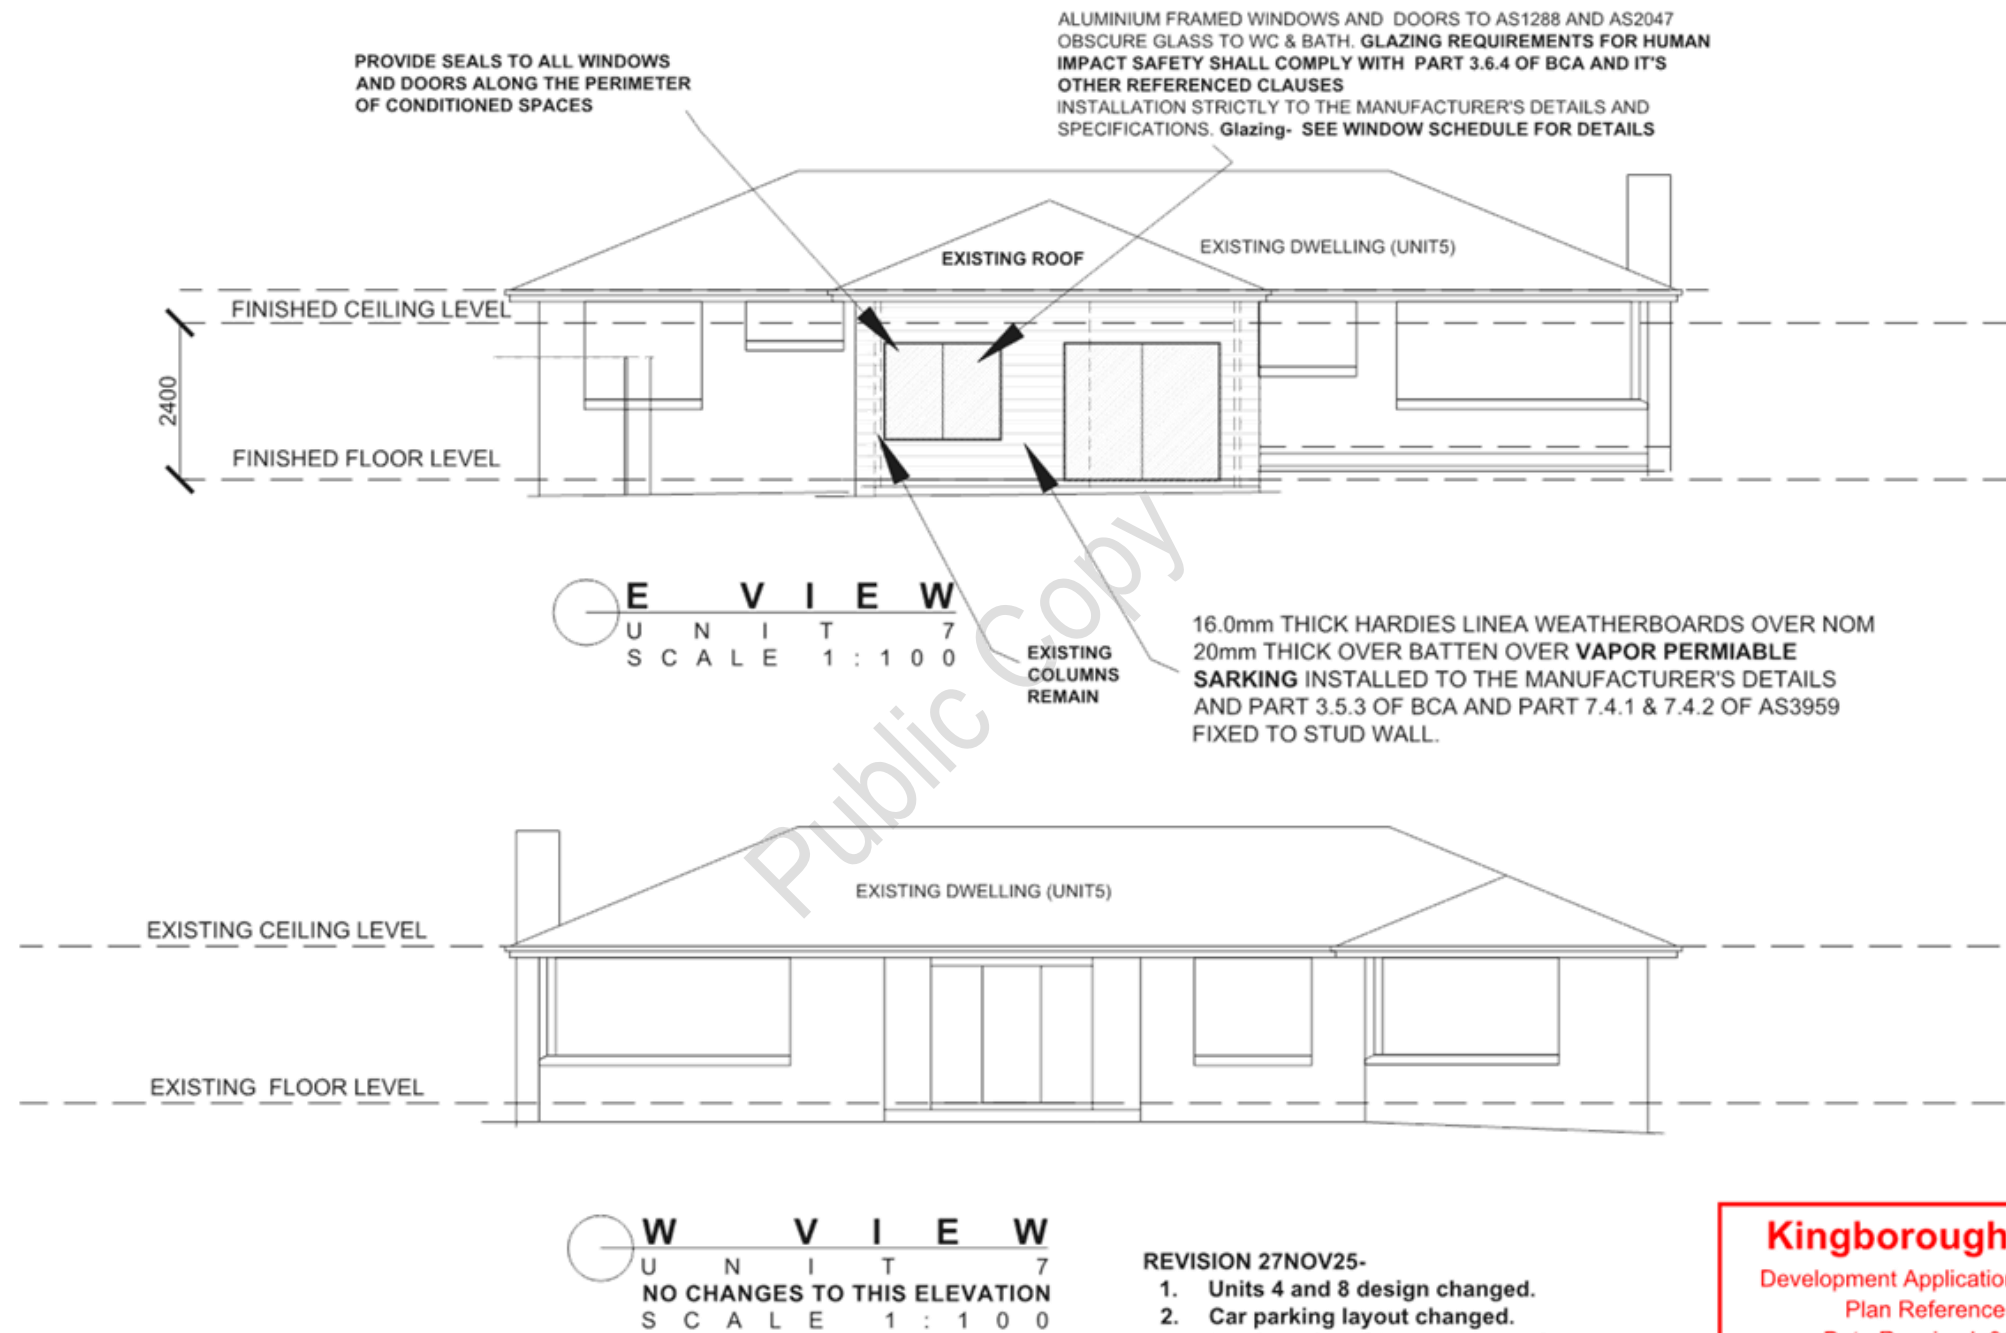 ALUMINIUM FRAMED WINDOWS AND DOORS TO AS1288 AND AS2047
OBSCURE GLASS TO WC & BATH. GLAZING REQUIREMENTS FOR HUMAN
IMPACT SAFETY SHALL COMPLY WITH PART 3.6.4 OF BCA AND IT'S
OTHER REFERENCED CLAUSES
INSTALLATION STRICTLY TO THE MANUFACTURER'S DETAILS AND
SPECIFICATIONS. Glazing- SEE WINDOW SCHEDULE FOR DETAILS
PROVIDE SEALS TO ALL WINDOWS
AND DOORS ALONG THE PERIMETER
OF CONDITIONED SPACES
EXISTING ROOF
EXISTING DWELLING (UNIT5)
FINISHED CEILING LEVEL
2400
FINISHED FLOOR LEVEL
E VIEW
UNIT 7
SCALE 1:100
EXISTING
COLUMNS
REMAIN
16.0mm THICK HARDIES LINEA WEATHERBOARDS OVER NOM
20mm THICK OVER BATTEN OVER VAPOR PERMIABLE
SARKING INSTALLED TO THE MANUFACTURER'S DETAILS
AND PART 3.5.3 OF BCA AND PART 7.4.1 & 7.4.2 OF AS3959
FIXED TO STUD WALL.
Public Copy
EXISTING DWELLING (UNIT5)
EXISTING CEILING LEVEL
EXISTING FLOOR LEVEL
W VIEW
UNIT 7
NO CHANGES TO THIS ELEVATION
SCALE 1:100
REVISION 27NOV25-
1. Units 4 and 8 design changed.
2. Car parking layout changed.
Kingborough
Development Applicatio
Plan Reference